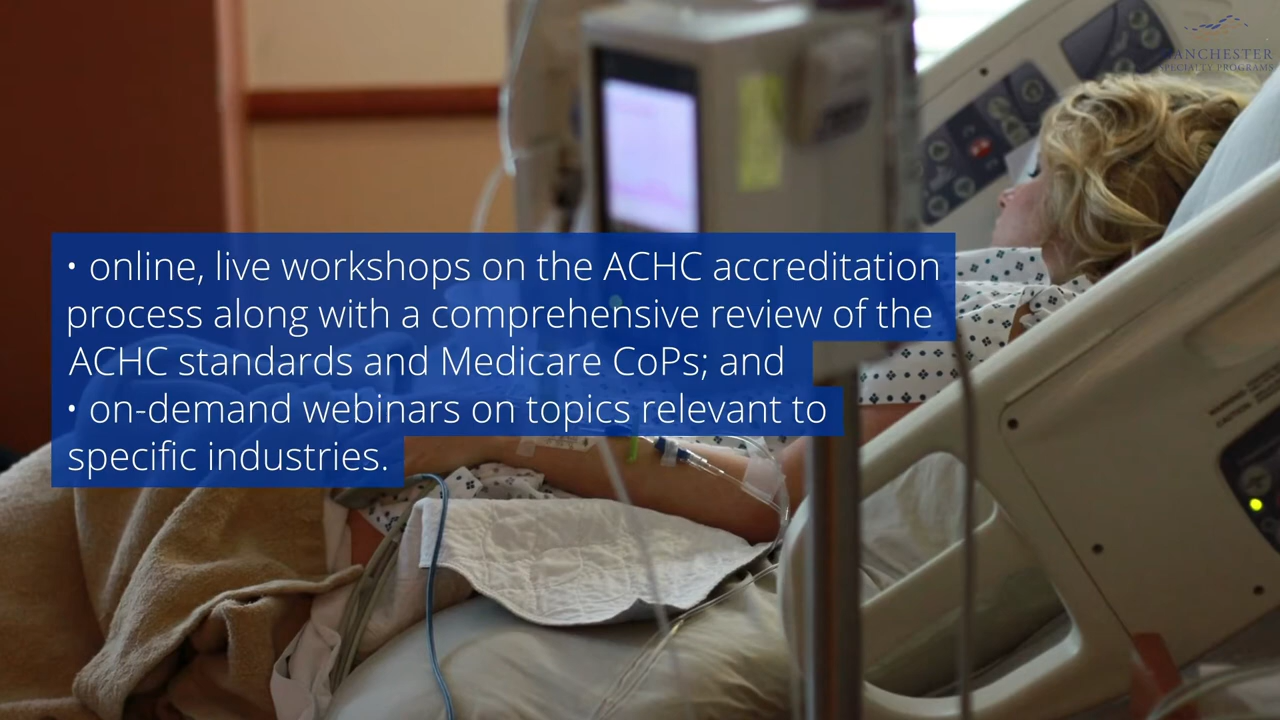 MANCHESTER
SPECIALTY PROGRAMS
• online, live workshops on the ACHC accreditation
process along with a comprehensive review of the
ACHC standards and Medicare CoPs; and
• on-demand webinars on topics relevant to
specific industries.